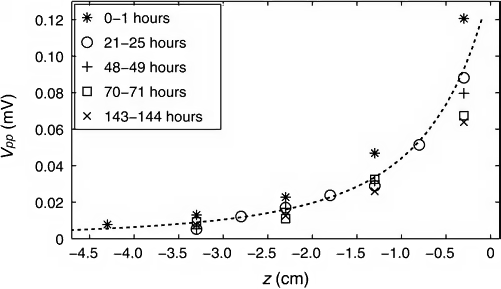 0.12
0.10
0.08
0.06
0.04
0.02
0
Vpp (mV)
0–1 hours
21–25 hours
48–49 hours
70–71 hours
143–144 hours
−4.5 −4.0 −3.5 −3.0 −2.5 −2.0 −1.5 −1.0 −0.5 0.0
z (cm)